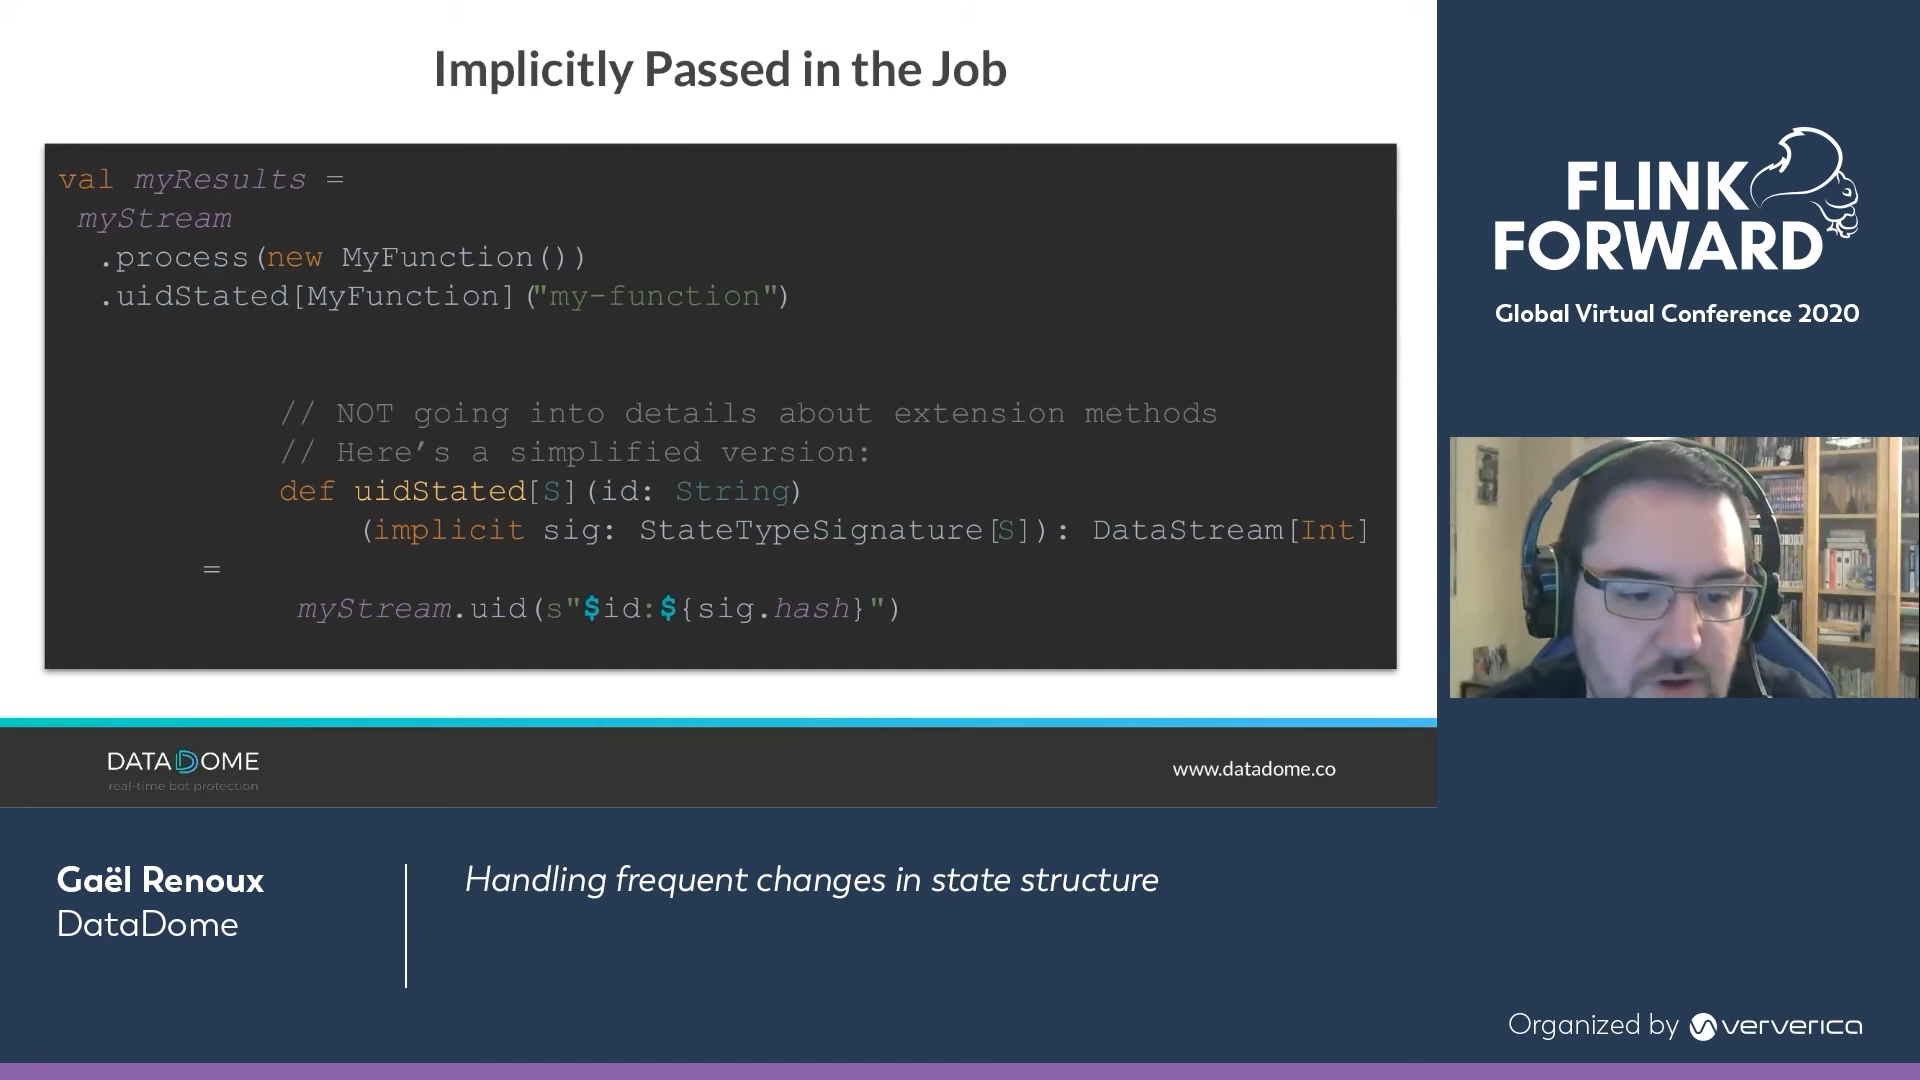 Implicitly Passed in the Job
val myResults =
myStream
.process(new MyFunction())
.uidStated[MyFunction]("my-function")
// NOT going into details about extension methods
// Here's a simplified version:
def uidStated[S](id: String)
(implicit sig: StateTypeSignature[S]): DataStream[Int]
=
myStream.uid(s"$id:${sig.hash}")
DATADOME
real-time bot protection
www.datadome.co
FLINK
FORWARD
Global Virtual Conference 2020
Gaël Renoux
DataDome
Handling frequent changes in state structure
Organized by ververica